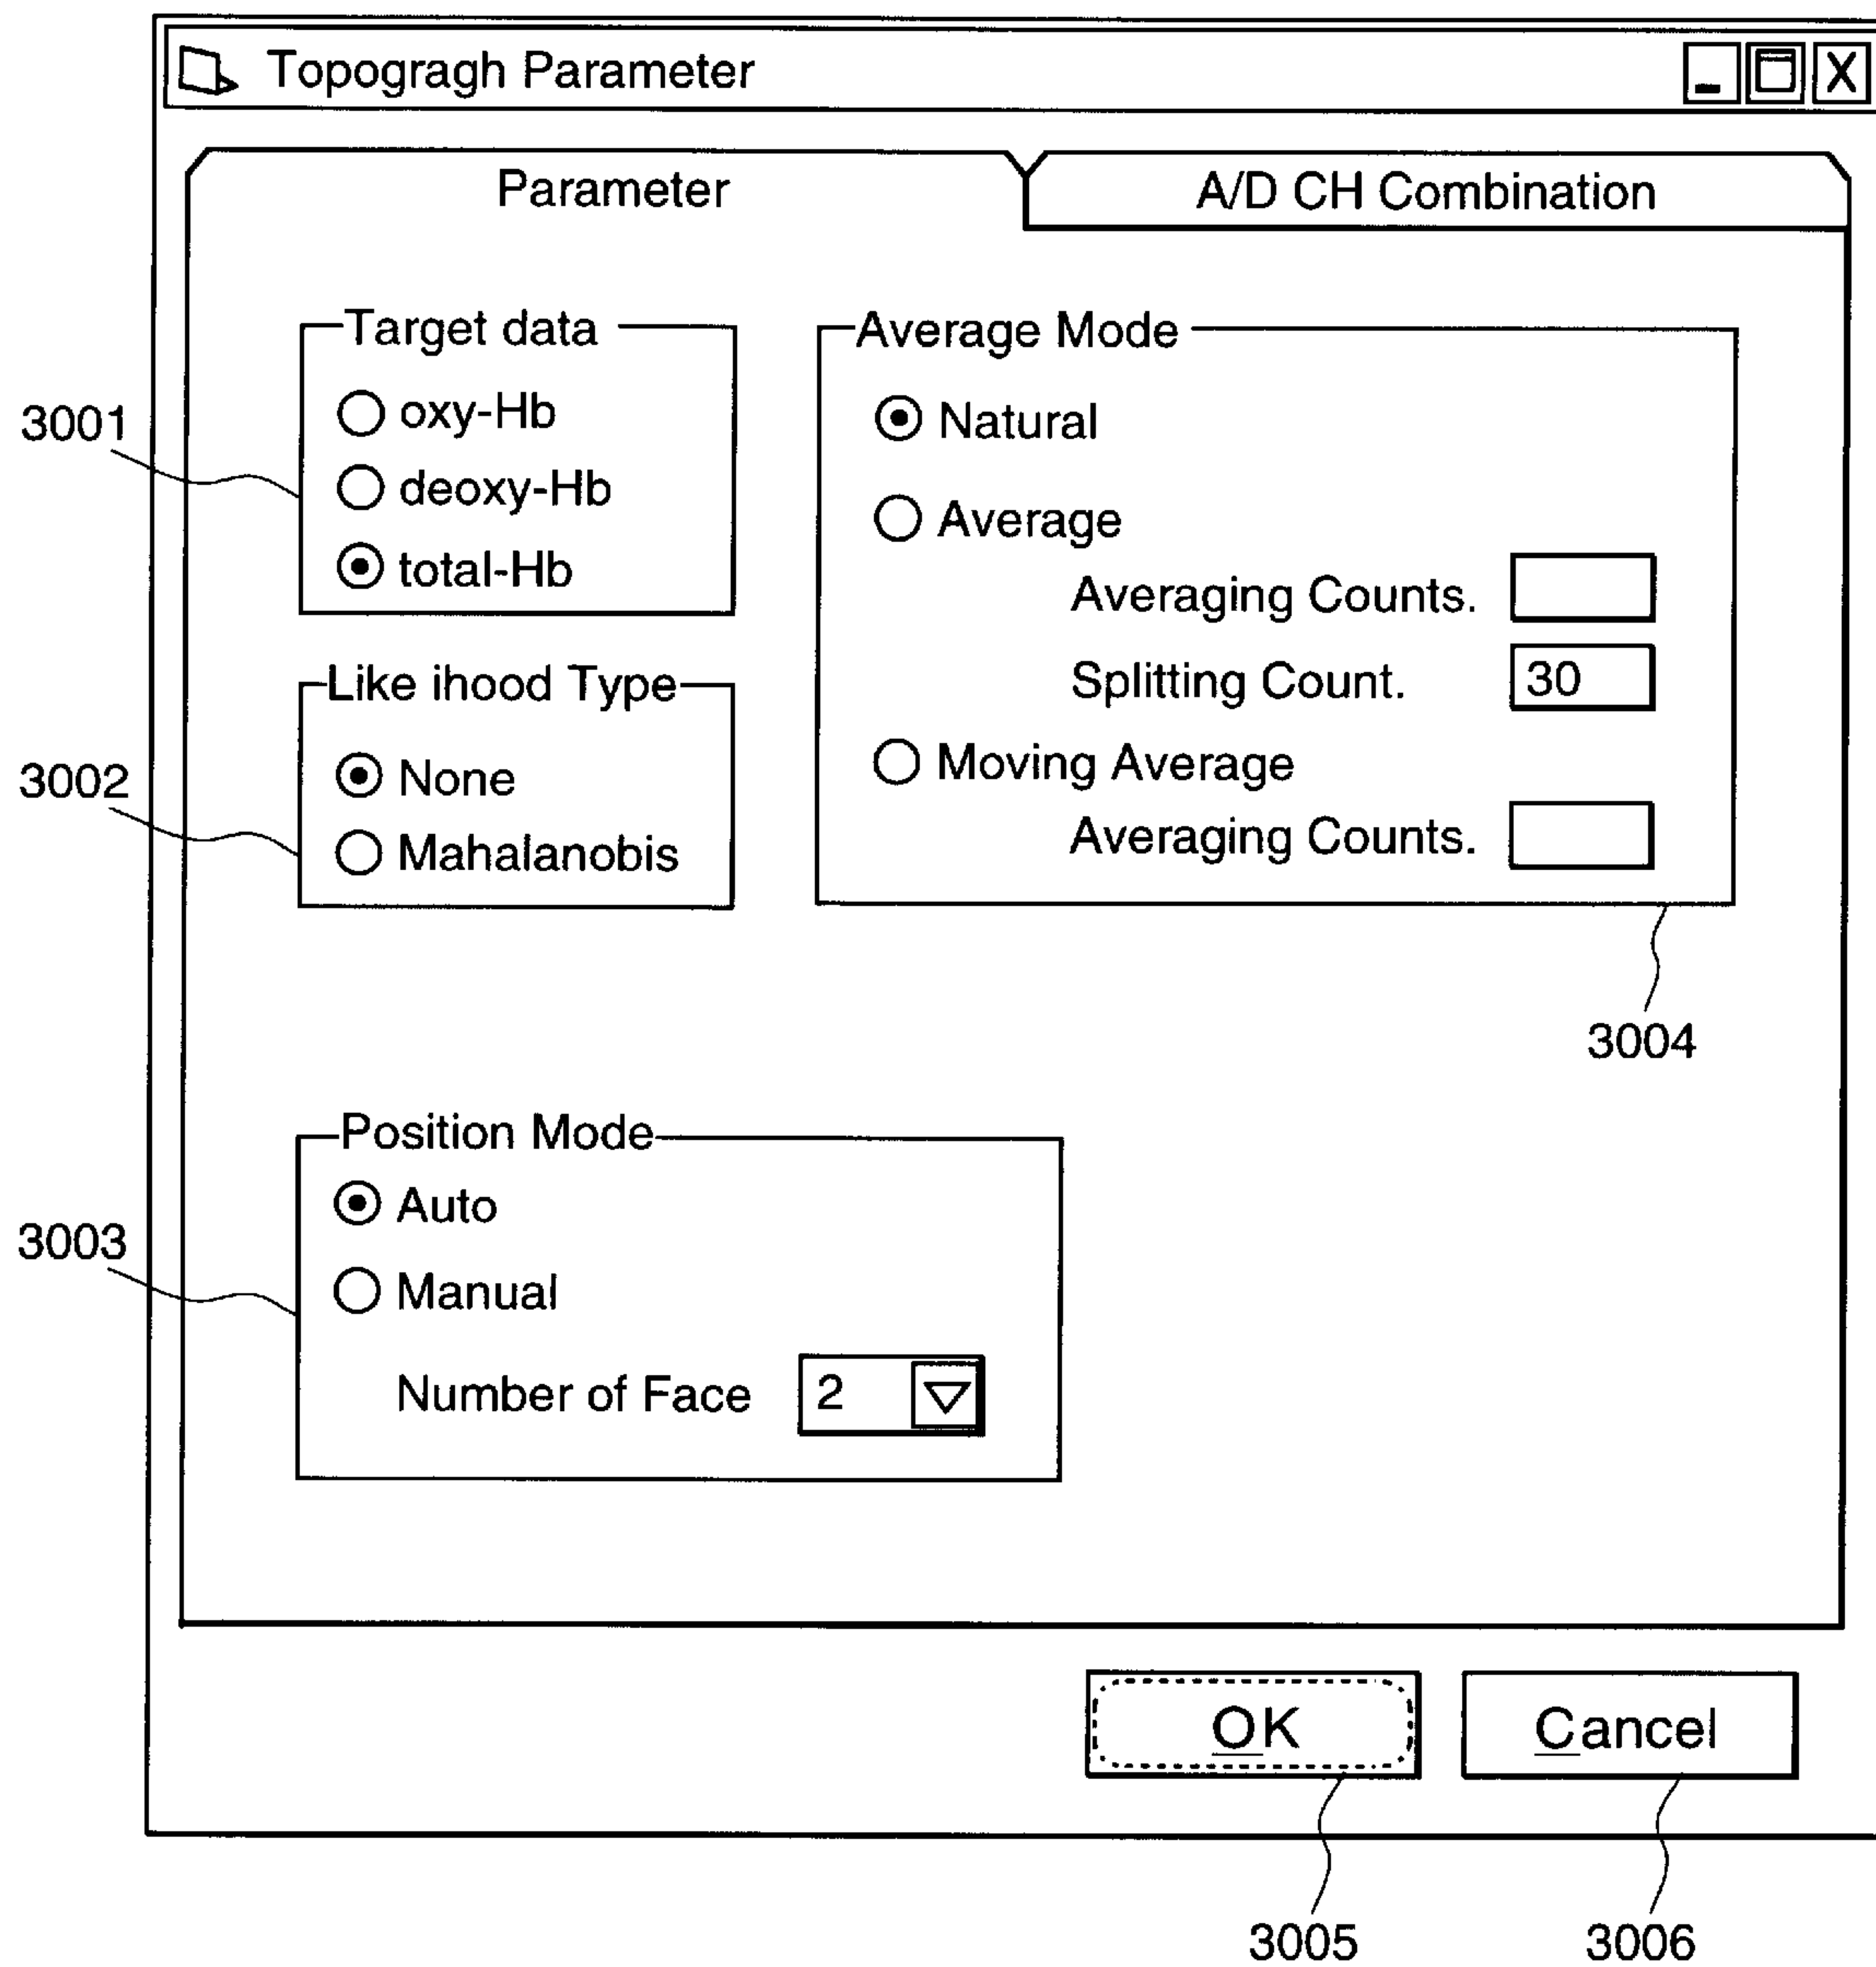 Topogragh Parameter
Parameter
A/D CH Combination
Target data
oxy-Hb
deoxy-Hb
total-Hb
3001
Average Mode
Natural
Average
Averaging Counts.
Splitting Count. 30
Moving Average
Averaging Counts.
3004
Like ihood Type
None
Mahalanobis
3002
Position Mode
Auto
Manual
Number of Face 2
3003
OK
Cancel
3005
3006